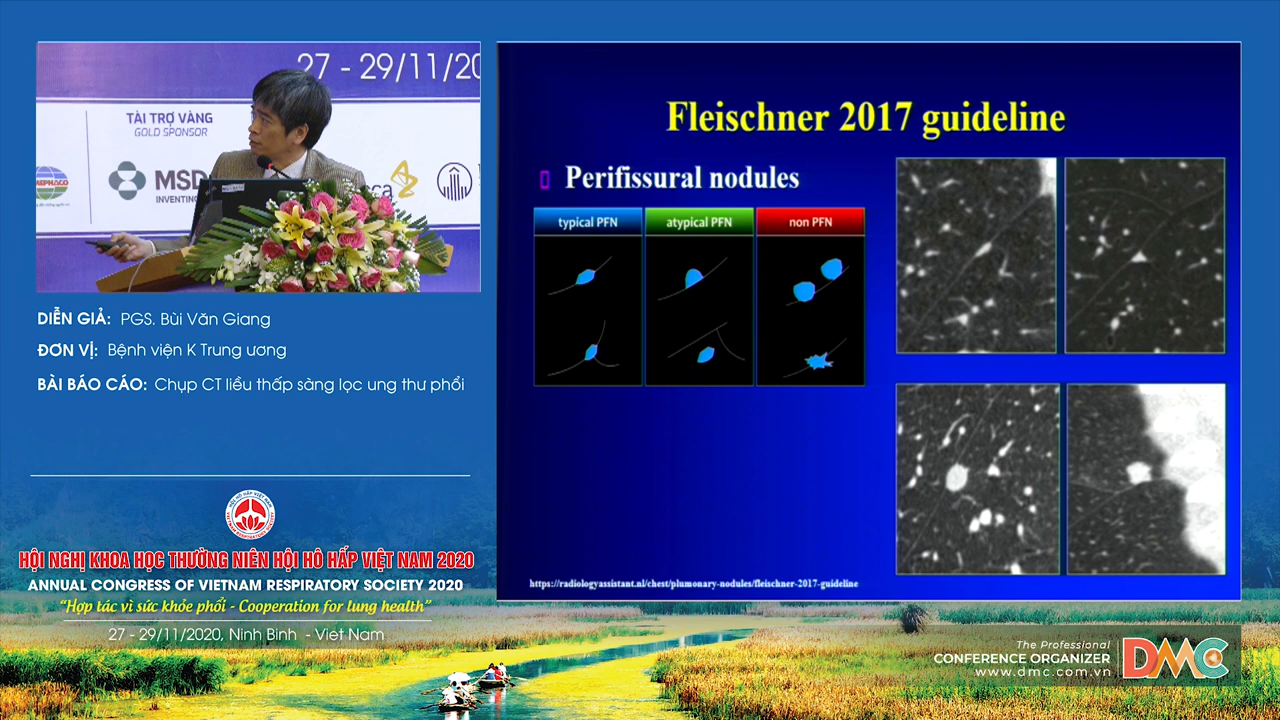 27 - 29/11/20
TÀI TRỢ VÀNG
GOLD SPONSOR
MEPHACO
MSD
INVENTING
ca
DIỄN GIẢ: PGS. Bùi Văn Giang
ĐƠN VỊ: Bệnh viện K Trung ương
BÀI BÁO CÁO: Chụp CT liều thấp sàng lọc ung thư phổi
HỘI NGHỊ KHOA HỌC THƯỜNG NIÊN HỘI HÔ HẤP VIỆT NAM 2020
ANNUAL CONGRESS OF VIETNAM RESPIRATORY SOCIETY 2020
“Hợp tác vì sức khỏe phổi - Cooperation for lung health”
27 - 29/11/2020, Ninh Bình - Viet Nam
Fleischner 2017 guideline
Perifissural nodules
typical PFN
atypical PFN
non PFN
https://radiologyassistant.nl/chest/plumonary-nodules/fleischner-2017-guideline
The Professional
CONFERENCE ORGANIZER
www.dmc.com.vn
DMC